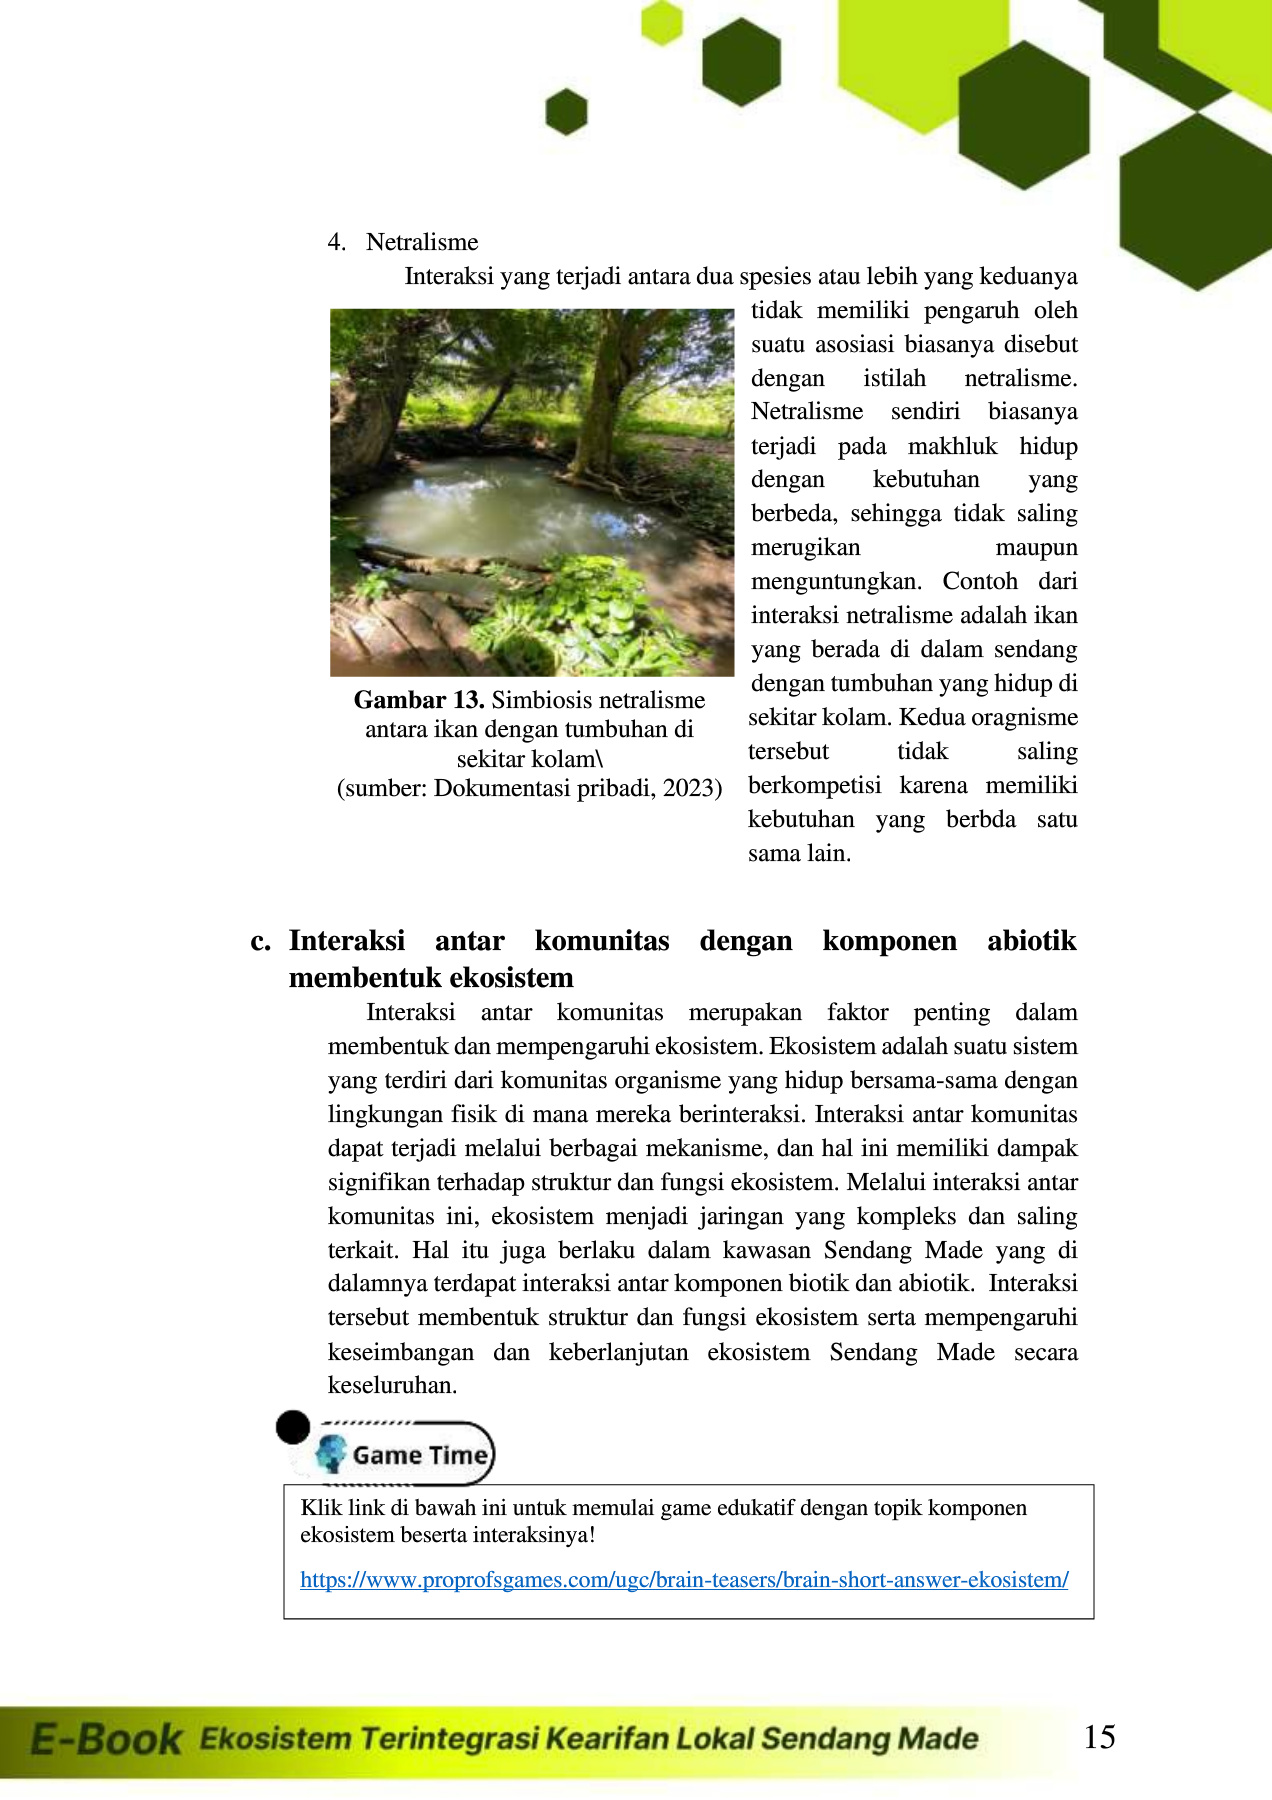 4. Netralisme
Interaksi yang terjadi antara dua spesies atau lebih yang keduanya
tidak memiliki pengaruh oleh
suatu asosiasi biasanya disebut
dengan istilah netralisme.
Netralisme sendiri biasanya
terjadi pada makhluk hidup
dengan kebutuhan yang
berbeda, sehingga tidak saling
merugikan maupun
menguntungkan. Contoh dari
interaksi netralisme adalah ikan
yang berada di dalam sendang
dengan tumbuhan yang hidup di
sekitar kolam. Kedua oragnisme
tersebut tidak saling
berkompetisi karena memiliki
kebutuhan yang berbda satu
sama lain.
Gambar 13. Simbiosis netralisme
antara ikan dengan tumbuhan di
sekitar kolam\
(sumber: Dokumentasi pribadi, 2023)
c. Interaksi antar komunitas dengan komponen abiotik
membentuk ekosistem
Interaksi antar komunitas merupakan faktor penting dalam
membentuk dan mempengaruhi ekosistem. Ekosistem adalah suatu sistem
yang terdiri dari komunitas organisme yang hidup bersama-sama dengan
lingkungan fisik di mana mereka berinteraksi. Interaksi antar komunitas
dapat terjadi melalui berbagai mekanisme, dan hal ini memiliki dampak
signifikan terhadap struktur dan fungsi ekosistem. Melalui interaksi antar
komunitas ini, ekosistem menjadi jaringan yang kompleks dan saling
terkait. Hal itu juga berlaku dalam kawasan Sendang Made yang di
dalamnya terdapat interaksi antar komponen biotik dan abiotik. Interaksi
tersebut membentuk struktur dan fungsi ekosistem serta mempengaruhi
keseimbangan dan keberlanjutan ekosistem Sendang Made secara
keseluruhan.
Game Time
Klik link di bawah ini untuk memulai game edukatif dengan topik komponen
ekosistem beserta interaksinya!
https://www.proprofsgames.com/ugc/brain-teasers/brain-short-answer-ekosistem/
E-Book Ekosistem Terintegrasi Kearifan Lokal Sendang Made 15